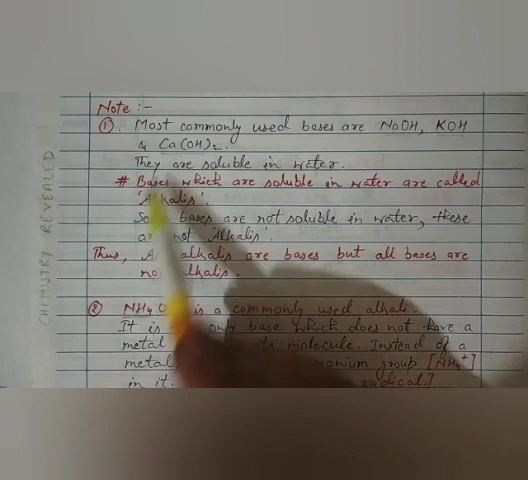 CHEMISTRY REVEALED
Note :-
① . Most commonly used bases are NaOH, KOH
& Ca(OH)₂.
They are soluble in water.
# Bases which are soluble in water are called
'Alkalis'.
bases are not soluble in water, these
not 'Alkalis'.
Thus, alkalis are bases but all bases are
alkalis.
② NH4O is a commonly used alkali.
It is only base which does not have a
metal its molecule. Instead of a
metal group [NH4+]
in it. radical.]